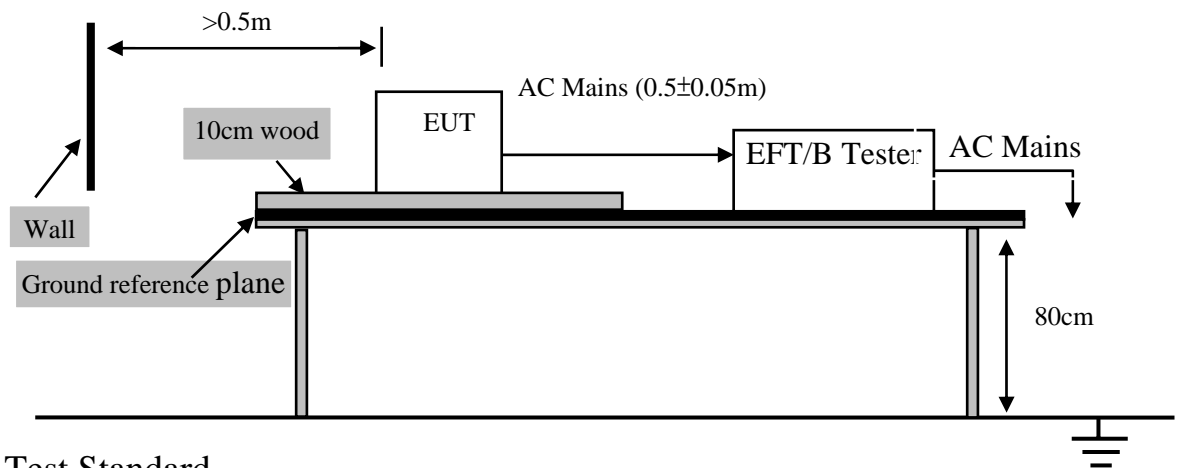 >0.5m
AC Mains (0.5±0.05m)
EUT
10cm wood
EFT/B Tester
AC Mains
Wall
Ground reference plane
80cm
Test Standard